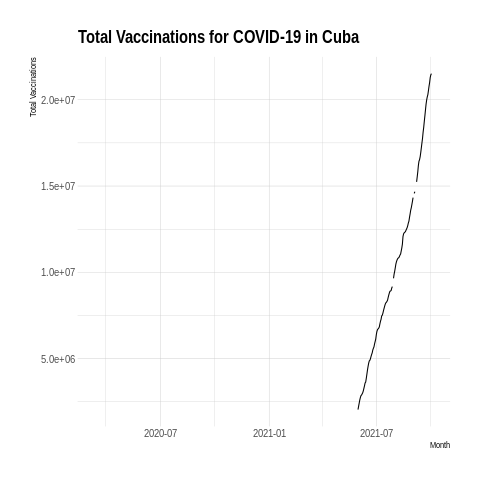 Total Vaccinations for COVID-19 in Cuba
Total Vaccinations
2.0e+07
1.5e+07
1.0e+07
5.0e+06
2020-07
2021-01
2021-07
Month